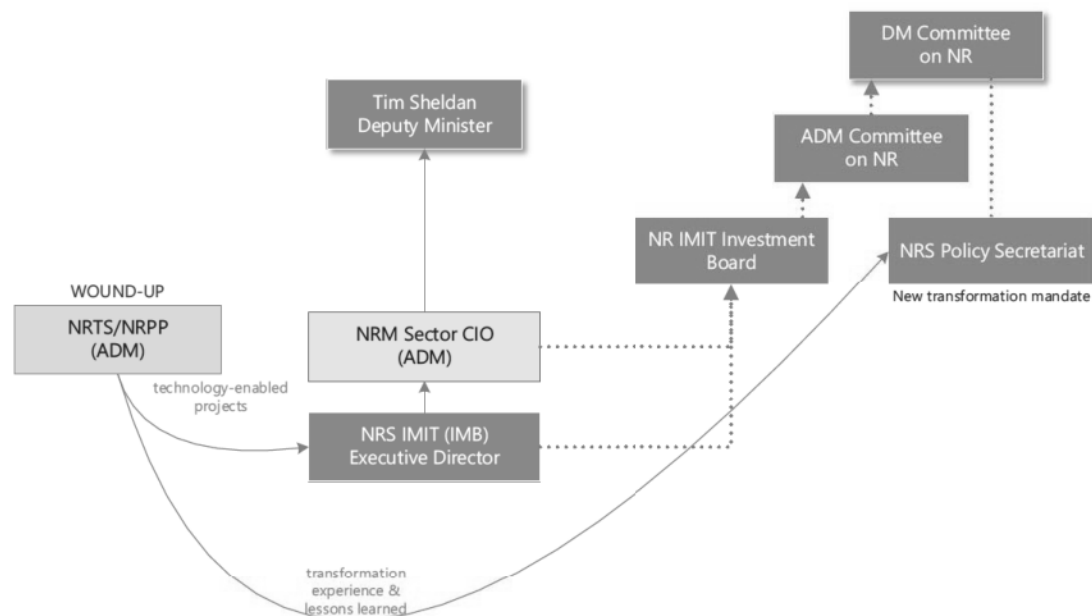 DM Committee
on NR
Tim Sheldan
Deputy Minister
ADM Committee
on NR
NR IMIT Investment
Board
NRS Policy Secretariat
New transformation mandate
WOUND-UP
NRTS/NRPP
(ADM)
NRM Sector CIO
(ADM)
technology-enabled
projects
NRS IMIT (IMB)
Executive Director
transformation
experience &
lessons learned